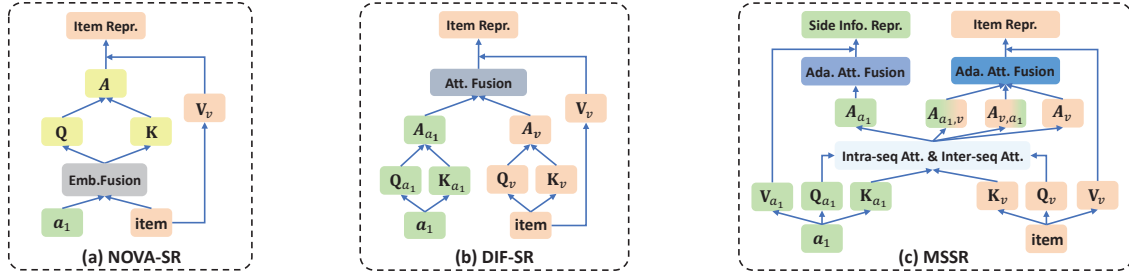 Item Repr.
A
V_v
Q
K
Emb.Fusion
a_1
item
(a) NOVA-SR
Item Repr.
Att. Fusion
V_v
A_{a_1}
A_v
Q_{a_1}
K_{a_1}
Q_v
K_v
a_1
item
(b) DIF-SR
Side Info. Repr.
Item Repr.
Ada. Att. Fusion
Ada. Att. Fusion
A_{a_1}
A_{a_1,v}
A_{v,a_1}
A_v
Intra-seq Att. & Inter-seq Att.
V_{a_1}
Q_{a_1}
K_{a_1}
K_v
Q_v
V_v
a_1
item
(c) MSSR